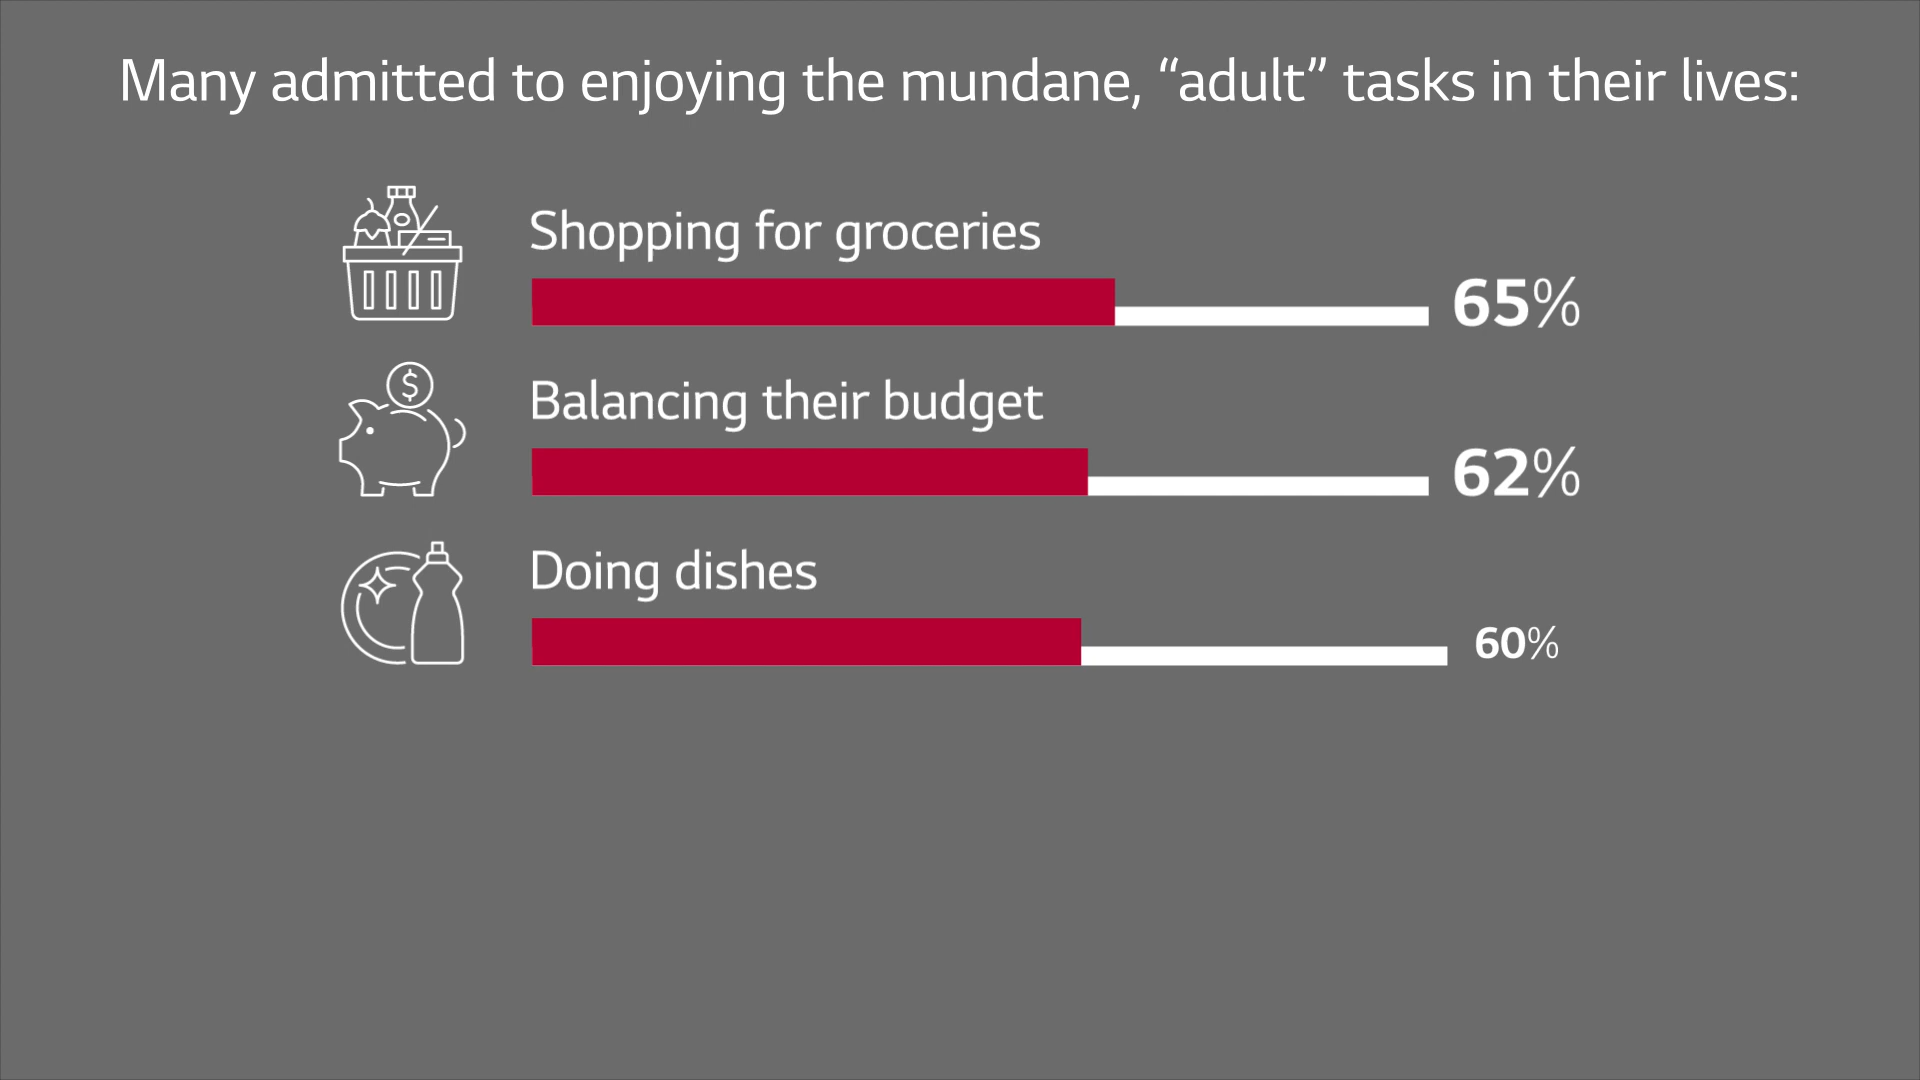 Many admitted to enjoying the mundane, “adult” tasks in their lives:
Shopping for groceries
65%
$
Balancing their budget
62%
Doing dishes
60%